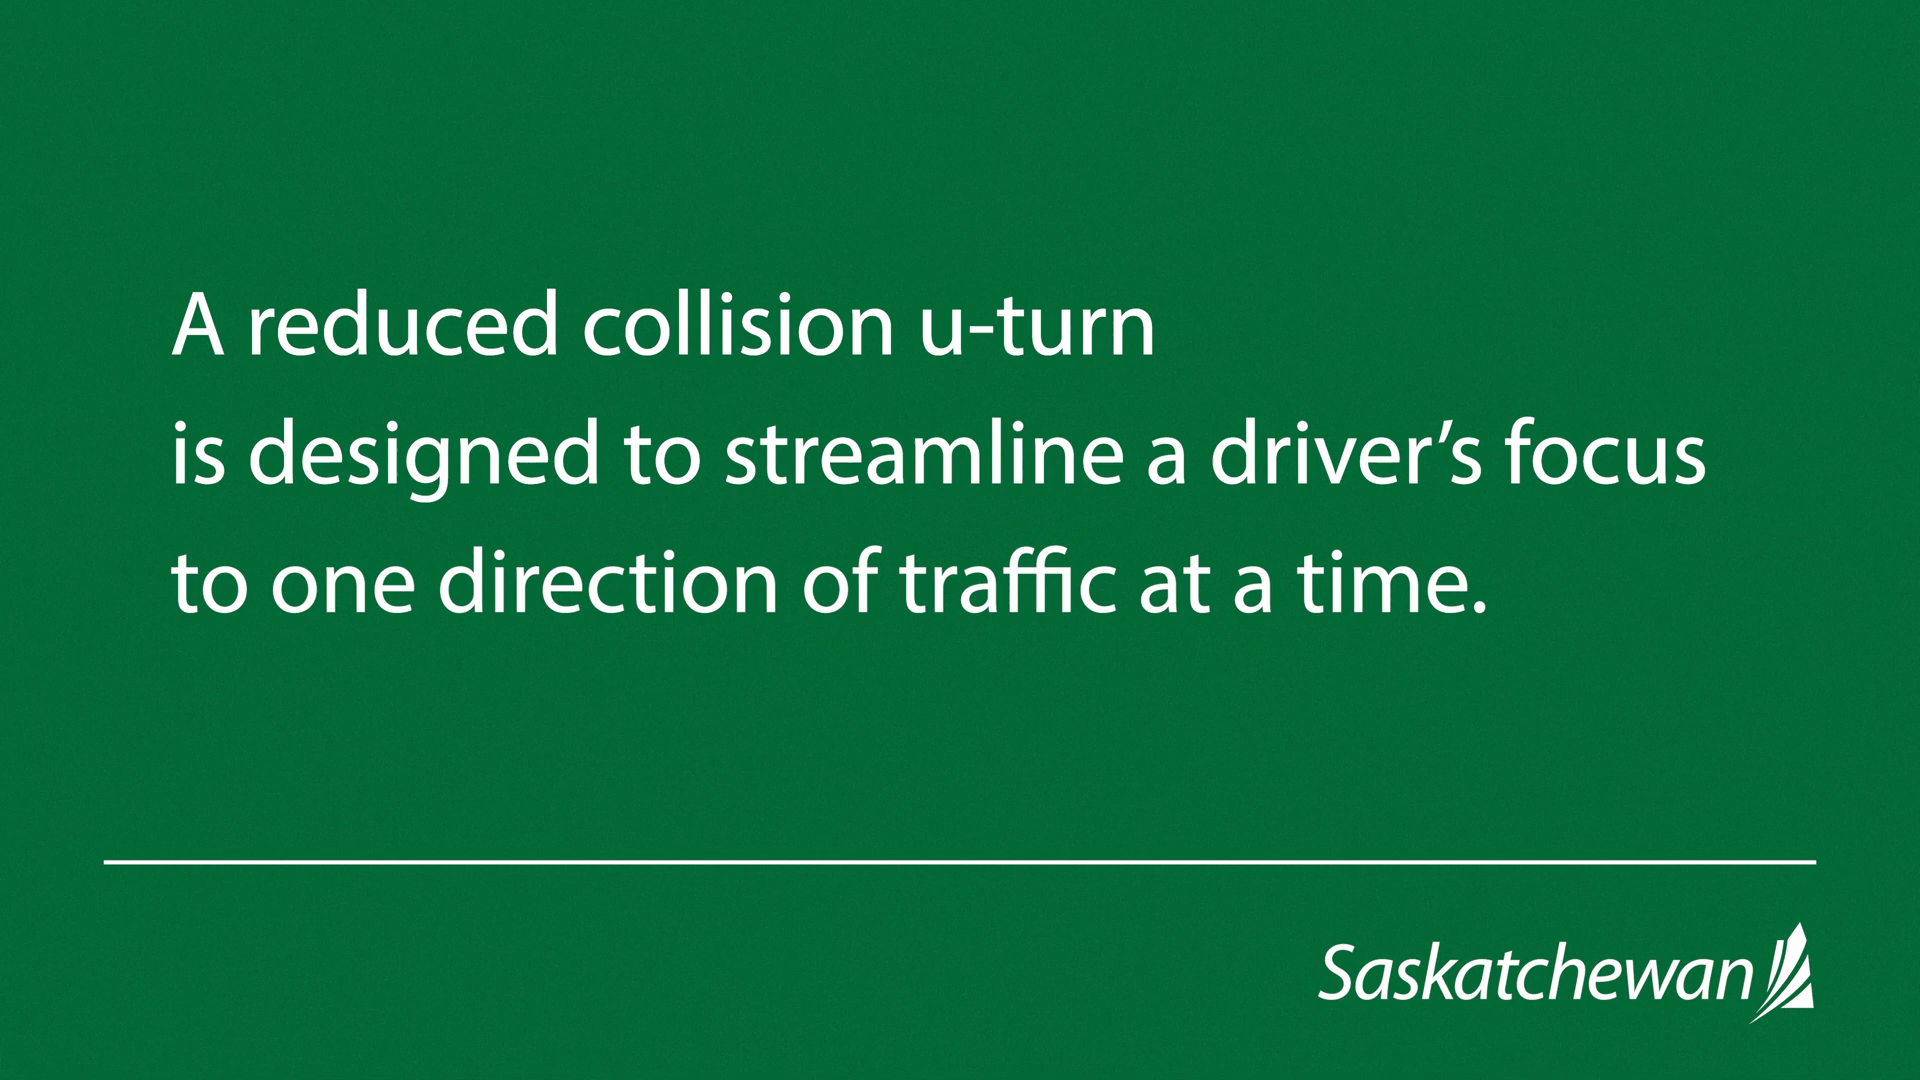 A reduced collision u-turn
is designed to streamline a driver’s focus
to one direction of traffic at a time.
Saskatchewan